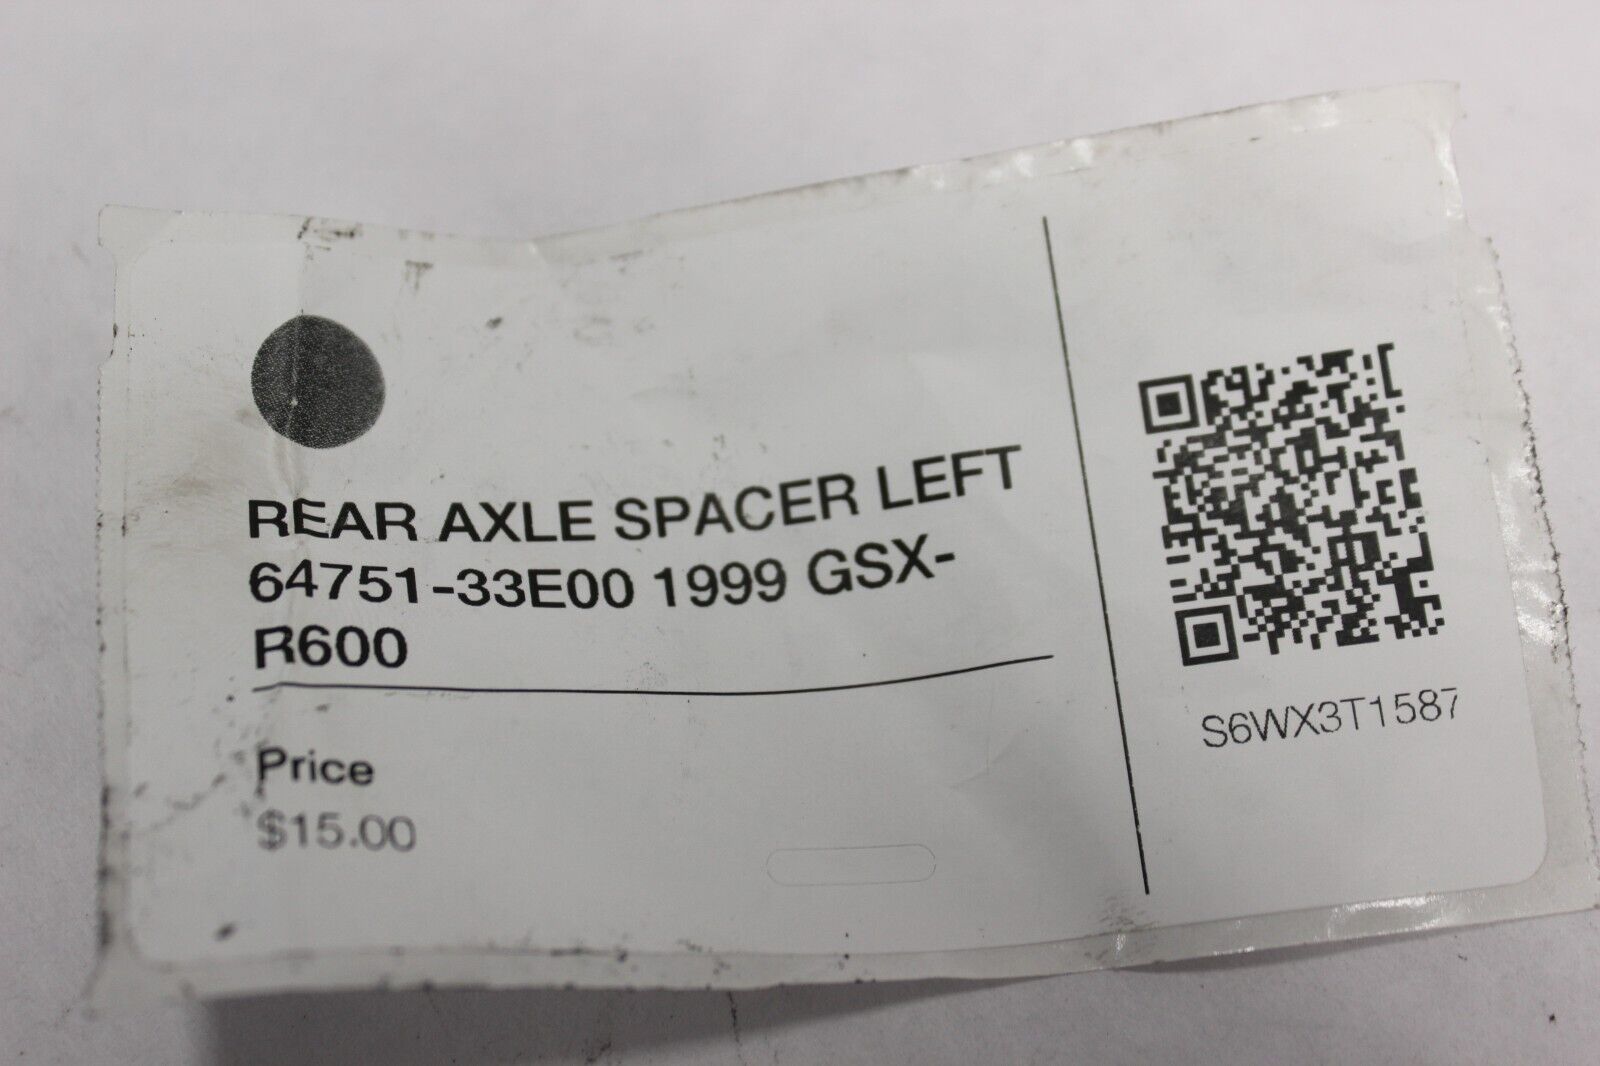 REAR AXLE SPACER LEFT
64751-33E00 1999 GSX-
R600
Price
$15.00
S6WX3T1587